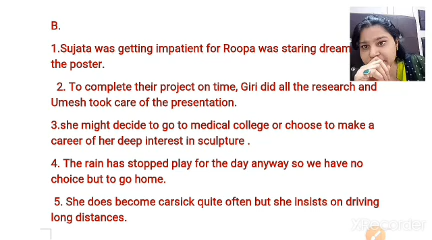 B.
1.Sujata was getting impatient for Roopa was staring dream
the poster.
2. To complete their project on time, Giri did all the research and
Umesh took care of the presentation.
3.she might decide to go to medical college or choose to make a
career of her deep interest in sculpture .
4. The rain has stopped play for the day anyway so we have no
choice but to go home.
5. She does become carsick quite often but she insists on driving
long distances.